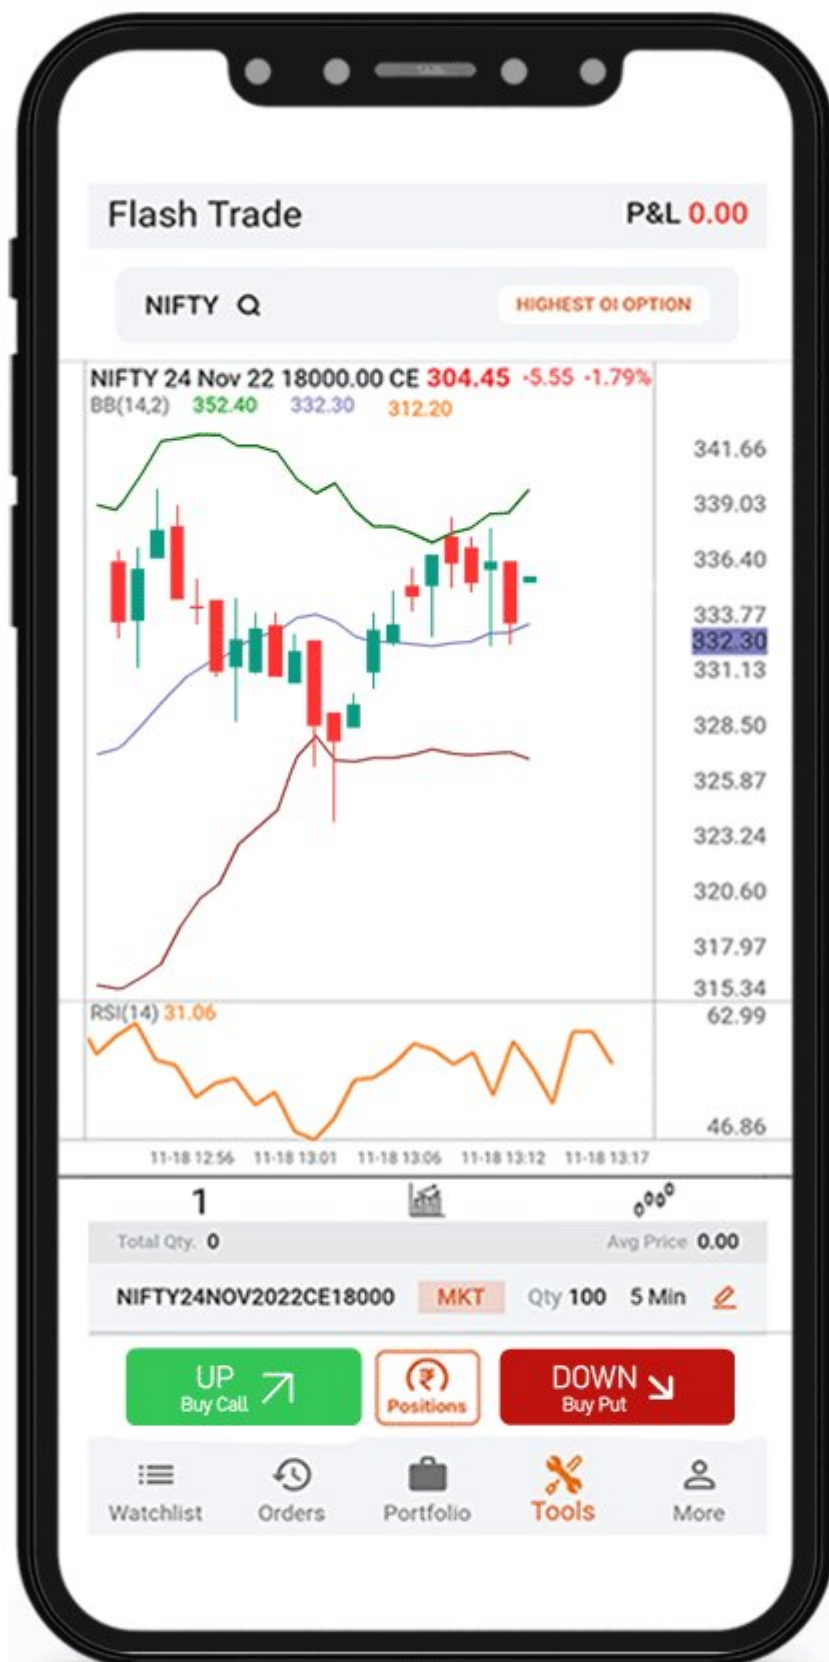 Flash Trade P&L 0.00
NIFTY HIGHEST OI OPTION
NIFTY 24 Nov 22 18000.00 CE 304.45 -5.55 -1.79%
BB(14,2) 352.40 332.30 312.20
341.66
339.03
336.40
333.77
332.30
331.13
328.50
325.87
323.24
320.60
317.97
315.34
RSI(14) 31.06 62.99
46.86
11-18 12:56 11-18 13:01 11-18 13:06 11-18 13:12 11-18 13:17
1
Total Qty. 0 Avg Price 0.00
NIFTY24NOV2022CE18000 MKT Qty 100 5 Min
UP
Buy Call
₹
Positions
DOWN
Buy Put
Watchlist Orders Portfolio Tools More